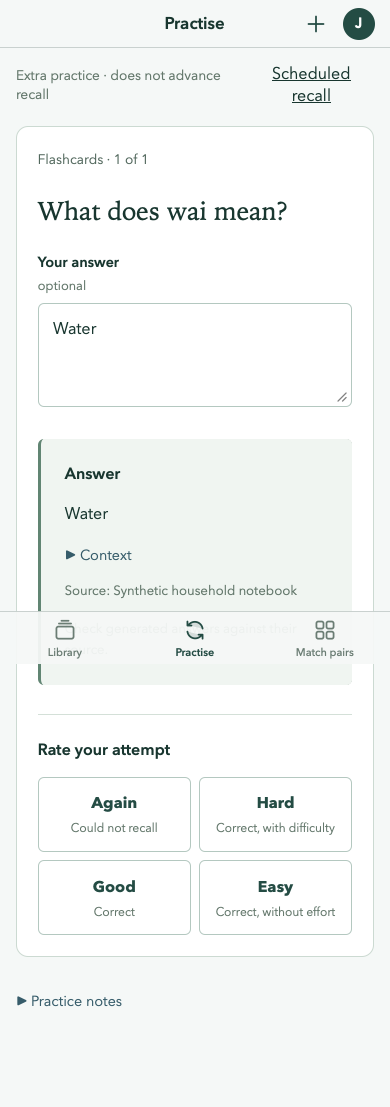 Practise
J
Extra practice · does not advance
recall
Scheduled
recall
Flashcards · 1 of 1
What does wai mean?
Your answer
optional
Water
Answer
Water
Context
Source: Synthetic household notebook
Library
Practise
Match pairs
Rate your attempt
Again
Could not recall
Hard
Correct, with difficulty
Good
Correct
Easy
Correct, without effort
Practice notes